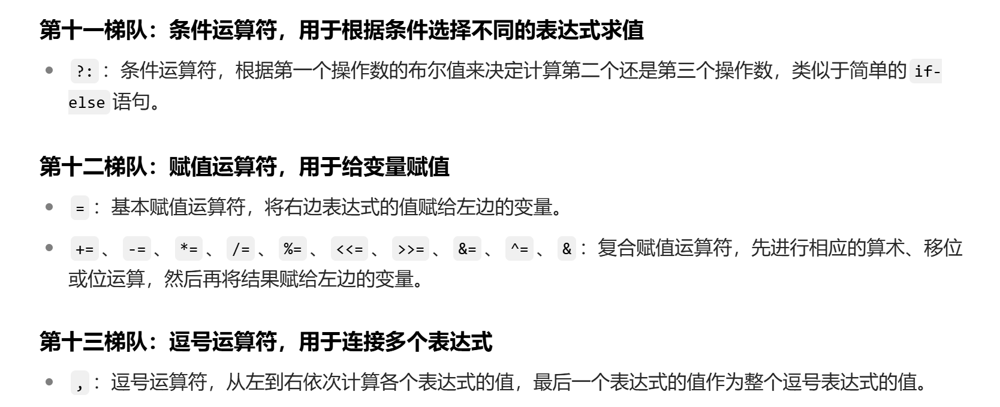 第十一梯队：条件运算符，用于根据条件选择不同的表达式求值
?:：条件运算符，根据第一个操作数的布尔值来决定计算第二个还是第三个操作数，类似于简单的 if-
else 语句。
第十二梯队：赋值运算符，用于给变量赋值
=：基本赋值运算符，将右边表达式的值赋给左边的变量。
+=、-=、*=、/=、%=、<<=、>>=、&=、^=、&：复合赋值运算符，先进行相应的算术、移位
或位运算，然后再将结果赋给左边的变量。
第十三梯队：逗号运算符，用于连接多个表达式
,：逗号运算符，从左到右依次计算各个表达式的值，最后一个表达式的值作为整个逗号表达式的值。